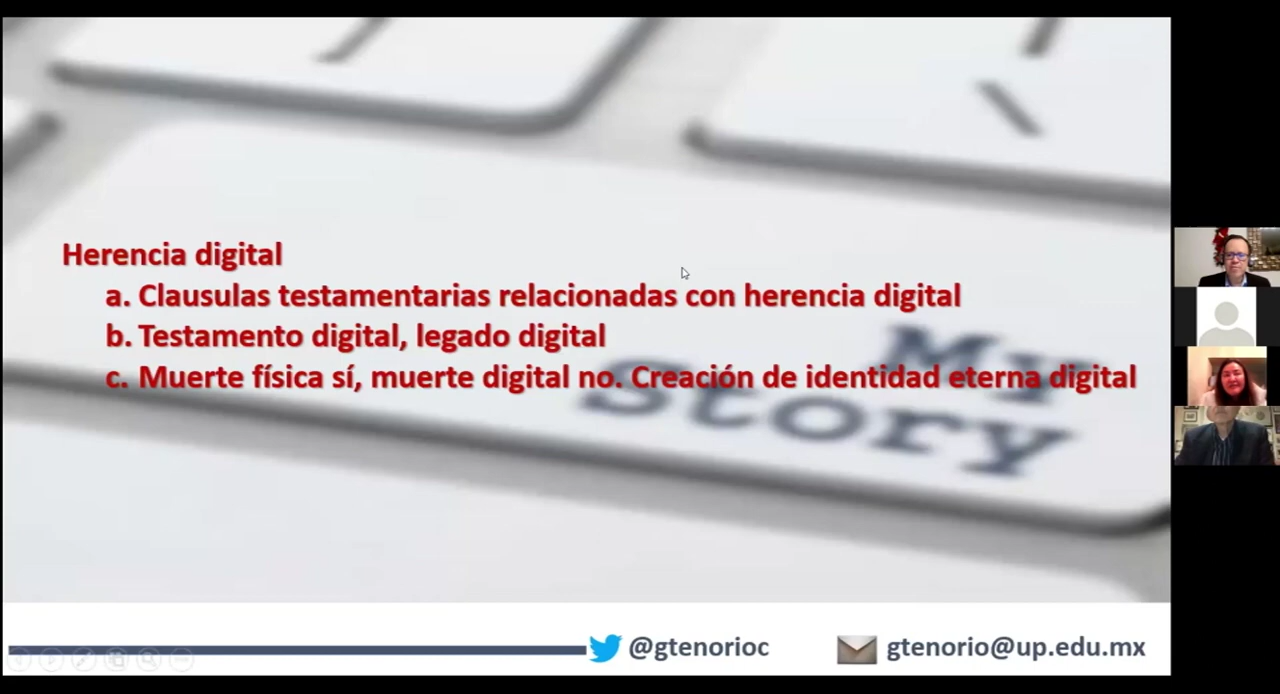 Herencia digital
a. Clausulas testamentarias relacionadas con herencia digital
b. Testamento digital, legado digital
c. Muerte física sí, muerte digital no. Creación de identidad eterna digital
My
Story
@gtenorioc
gtenorio@up.edu.mx